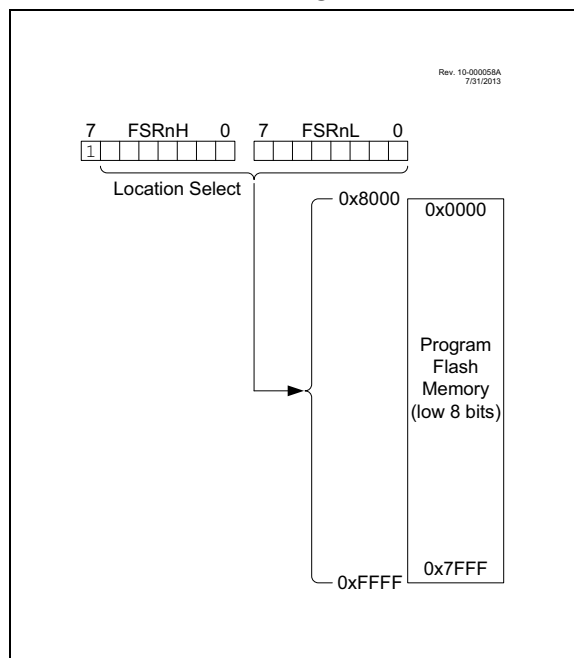 Rev. 10-000058A
7/31/2013
7 FSRnH 0 7 FSRnL 0
1
Location Select
0x8000 0x0000
Program
Flash
Memory
(low 8 bits)
0x7FFF
0xFFFF